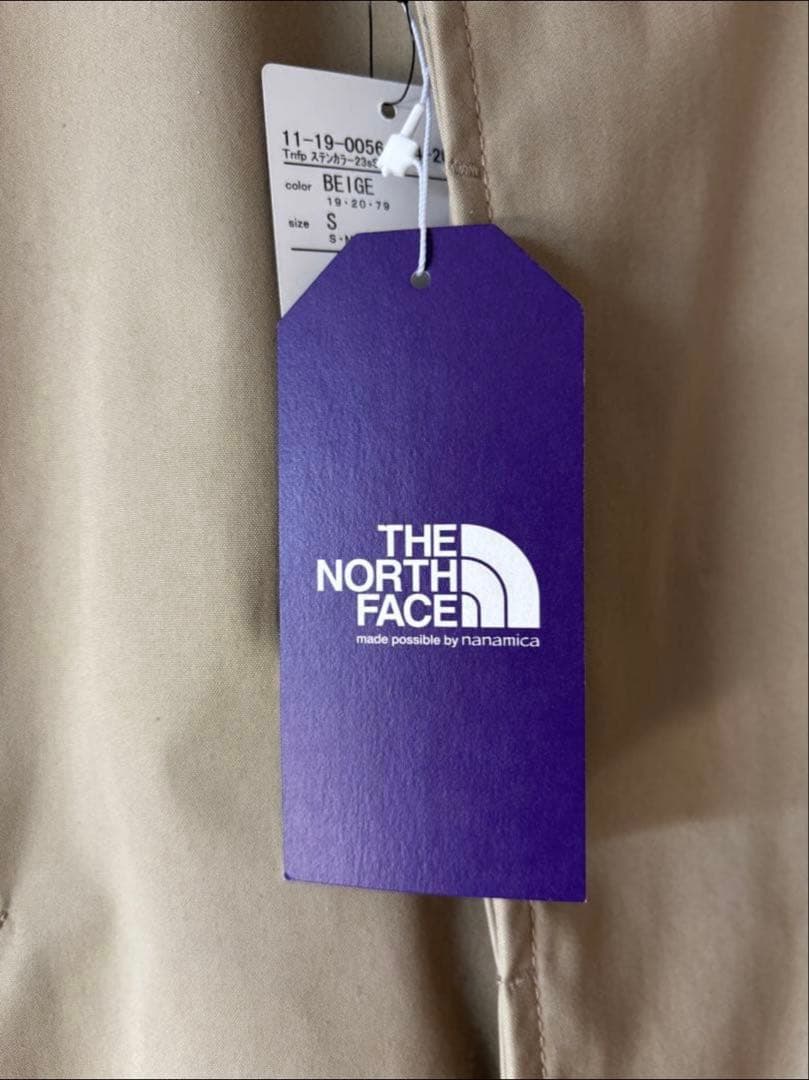 11-19-0056
Tnfp ステンカラー23s
color BEIGE
19・20・79
size S
S・M
THE
NORTH
FACE
made possible by nanamica